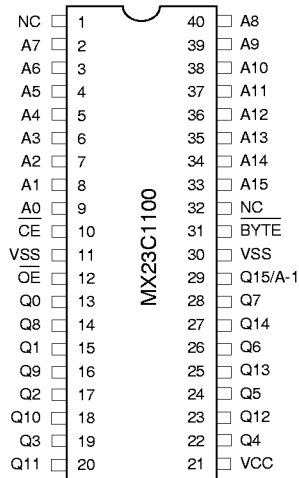 NC 1 40 A8
A7 2 39 A9
A6 3 38 A10
A5 4 37 A11
A4 5 36 A12
A3 6 35 A13
A2 7 34 A14
A1 8 33 A15
A0 9 32 NC
C̅E̅ 10 31 B̅Y̅T̅E̅
VSS 11 30 VSS
O̅E̅ 12 29 Q15/A-1
Q0 13 28 Q7
Q8 14 27 Q14
Q1 15 26 Q6
Q9 16 25 Q13
Q2 17 24 Q5
Q10 18 23 Q12
Q3 19 22 Q4
Q11 20 21 VCC
MX23C1100